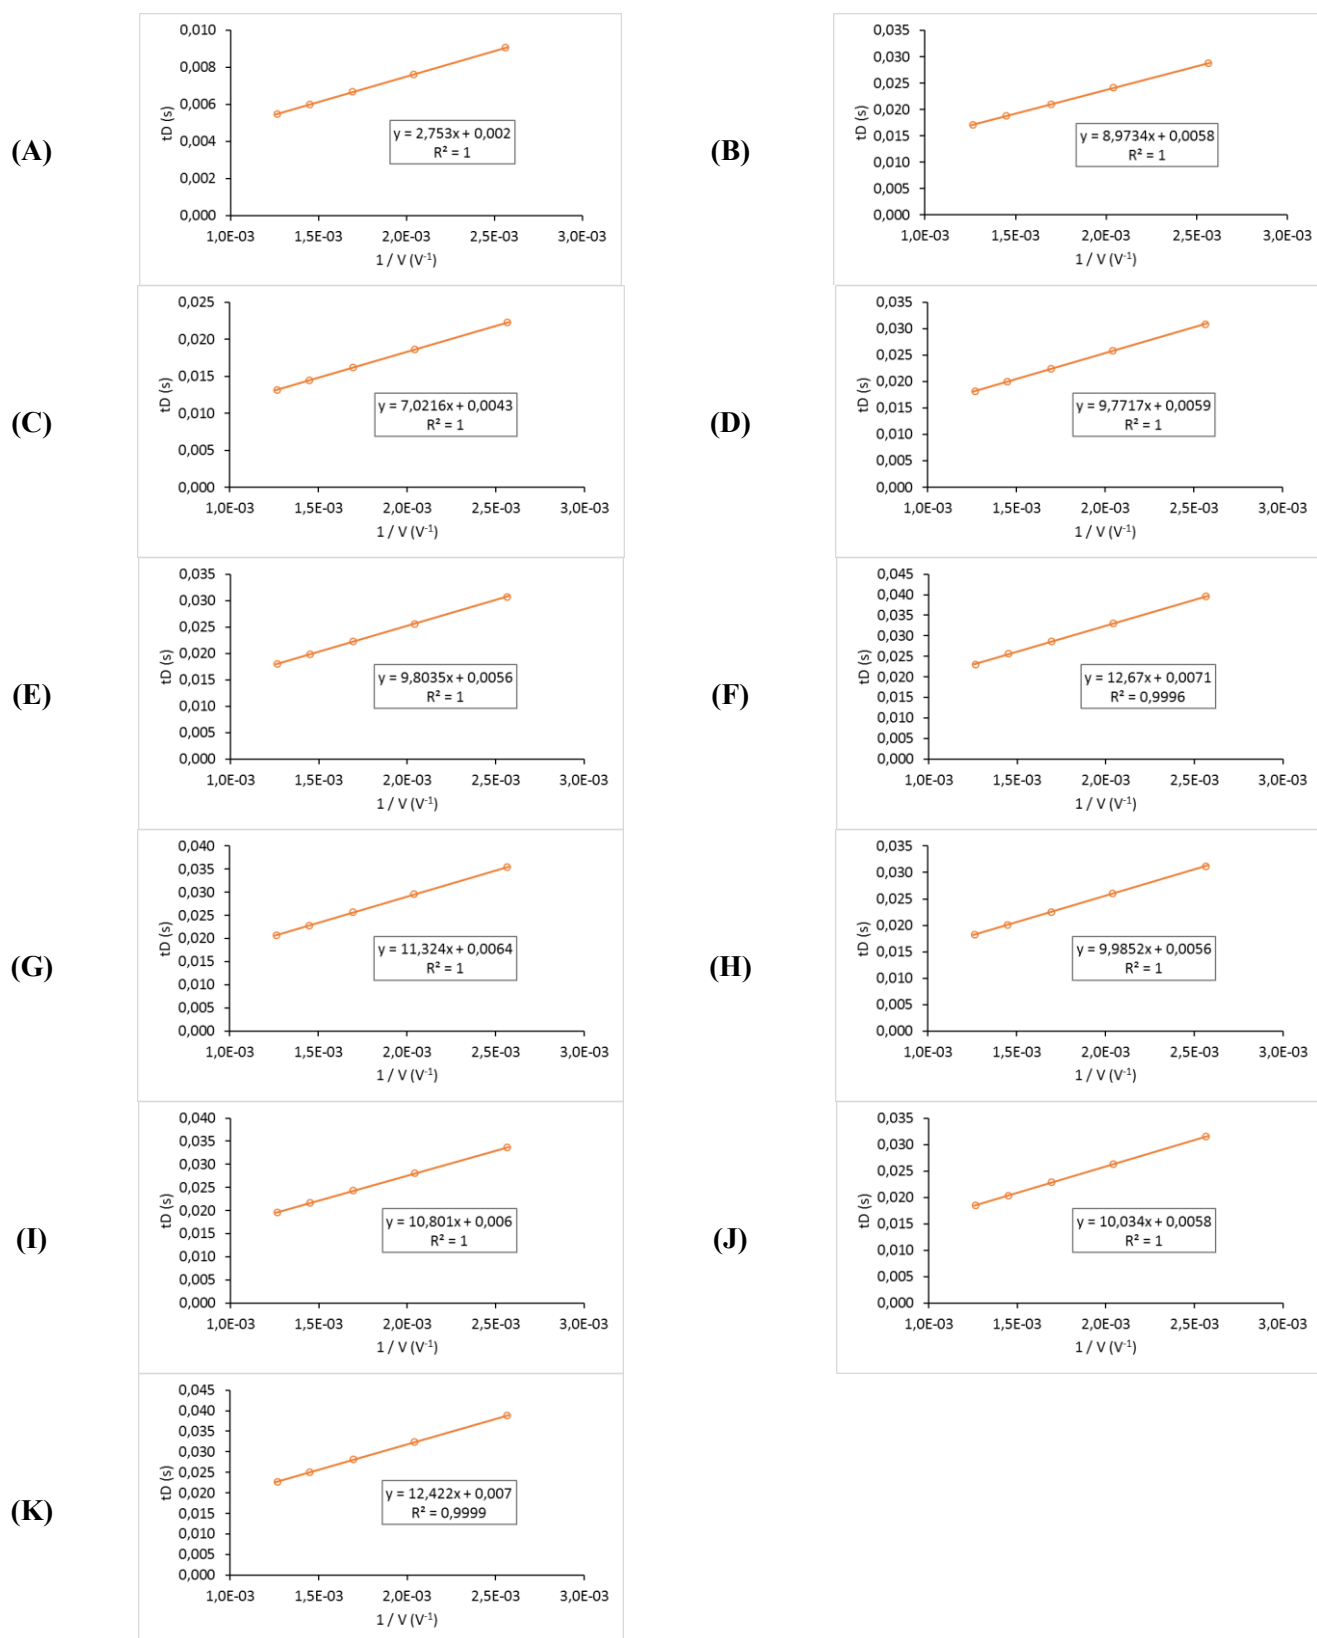 (A)
0,010
0,008
0,006
0,004
0,002
0,000
tD (s)
y = 2,753x + 0,002
R² = 1
1,0E-03 1,5E-03 2,0E-03 2,5E-03 3,0E-03
1 / V (V⁻¹)
(B)
0,035
0,030
0,025
0,020
0,015
0,010
0,005
0,000
tD (s)
y = 8,9734x + 0,0058
R² = 1
1,0E-03 1,5E-03 2,0E-03 2,5E-03 3,0E-03
1 / V (V⁻¹)
(C)
0,025
0,020
0,015
0,010
0,005
0,000
tD (s)
y = 7,0216x + 0,0043
R² = 1
1,0E-03 1,5E-03 2,0E-03 2,5E-03 3,0E-03
1 / V (V⁻¹)
(D)
0,035
0,030
0,025
0,020
0,015
0,010
0,005
0,000
tD (s)
y = 9,7717x + 0,0059
R² = 1
1,0E-03 1,5E-03 2,0E-03 2,5E-03 3,0E-03
1 / V (V⁻¹)
(E)
0,035
0,030
0,025
0,020
0,015
0,010
0,005
0,000
tD (s)
y = 9,8035x + 0,0056
R² = 1
1,0E-03 1,5E-03 2,0E-03 2,5E-03 3,0E-03
1 / V (V⁻¹)
(F)
0,045
0,040
0,035
0,030
0,025
0,020
0,015
0,010
0,005
0,000
tD (s)
y = 12,67x + 0,0071
R² = 0,9996
1,0E-03 1,5E-03 2,0E-03 2,5E-03 3,0E-03
1 / V (V⁻¹)
(G)
0,040
0,035
0,030
0,025
0,020
0,015
0,010
0,005
0,000
tD (s)
y = 11,324x + 0,0064
R² = 1
1,0E-03 1,5E-03 2,0E-03 2,5E-03 3,0E-03
1 / V (V⁻¹)
(H)
0,035
0,030
0,025
0,020
0,015
0,010
0,005
0,000
tD (s)
y = 9,9852x + 0,0056
R² = 1
1,0E-03 1,5E-03 2,0E-03 2,5E-03 3,0E-03
1 / V (V⁻¹)
(I)
0,040
0,035
0,030
0,025
0,020
0,015
0,010
0,005
0,000
tD (s)
y = 10,801x + 0,006
R² = 1
1,0E-03 1,5E-03 2,0E-03 2,5E-03 3,0E-03
1 / V (V⁻¹)
(J)
0,035
0,030
0,025
0,020
0,015
0,010
0,005
0,000
tD (s)
y = 10,034x + 0,0058
R² = 1
1,0E-03 1,5E-03 2,0E-03 2,5E-03 3,0E-03
1 / V (V⁻¹)
(K)
0,045
0,040
0,035
0,030
0,025
0,020
0,015
0,010
0,005
0,000
tD (s)
y = 12,422x + 0,007
R² = 0,9999
1,0E-03 1,5E-03 2,0E-03 2,5E-03 3,0E-03
1 / V (V⁻¹)